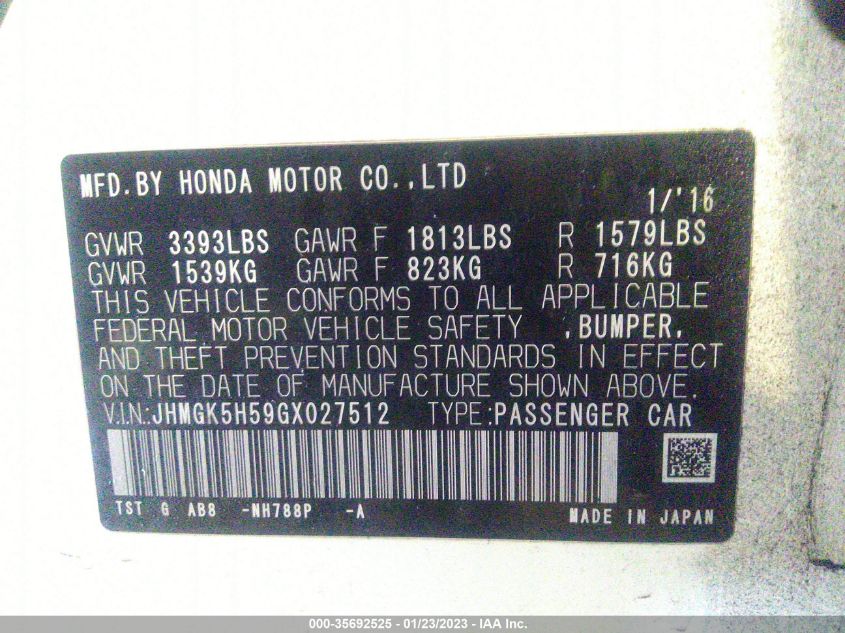 MFD.BY HONDA MOTOR CO.,LTD
1/'16
GVWR 3393LBS GAWR F 1813LBS R 1579LBS
GVWR 1539KG GAWR F 823KG R 716KG
THIS VEHICLE CONFORMS TO ALL APPLICABLE
FEDERAL MOTOR VEHICLE SAFETY ,BUMPER,
AND THEFT PREVENTION STANDARDS IN EFFECT
ON THE DATE OF MANUFACTURE SHOWN ABOVE.
V.I.N.:JHMGK5H59GX027512 TYPE:PASSENGER CAR
TST G AB8 -NH788P -A MADE IN JAPAN
000-35692525 - 01/23/2023 - IAA Inc.